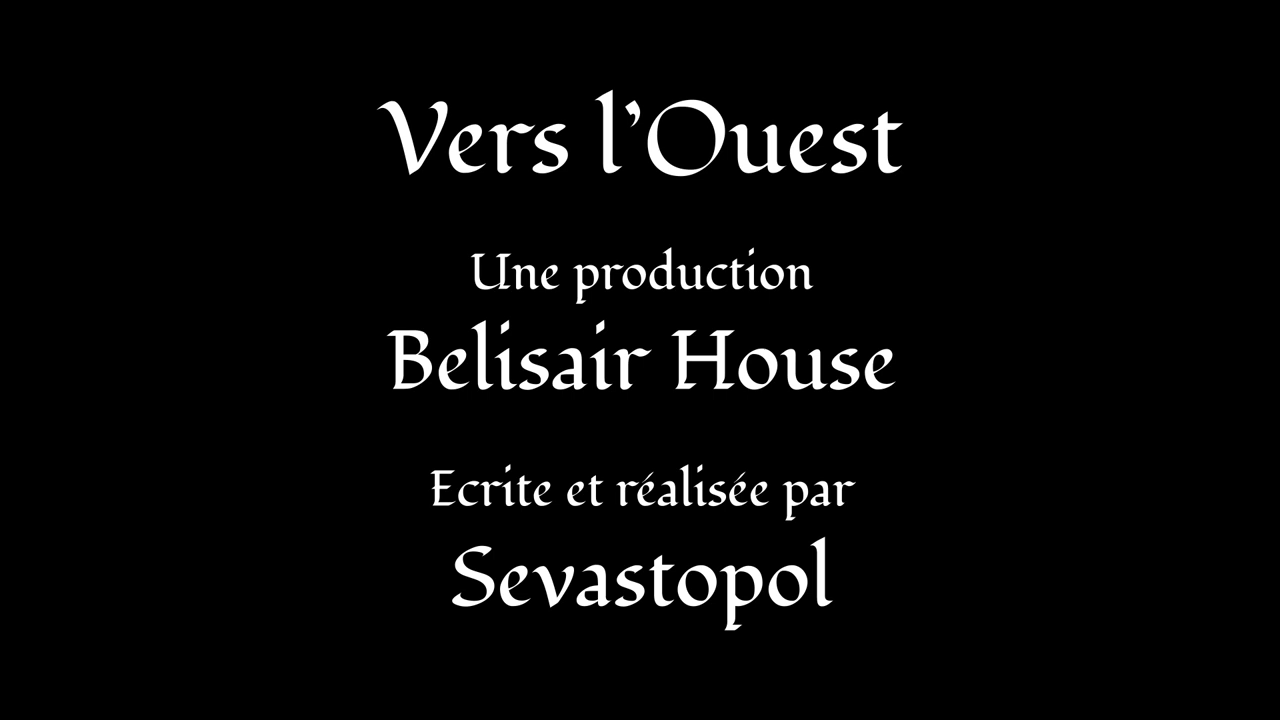 Vers l’Ouest
Une production
Belisair House
Ecrite et réalisée par
Sevastopol